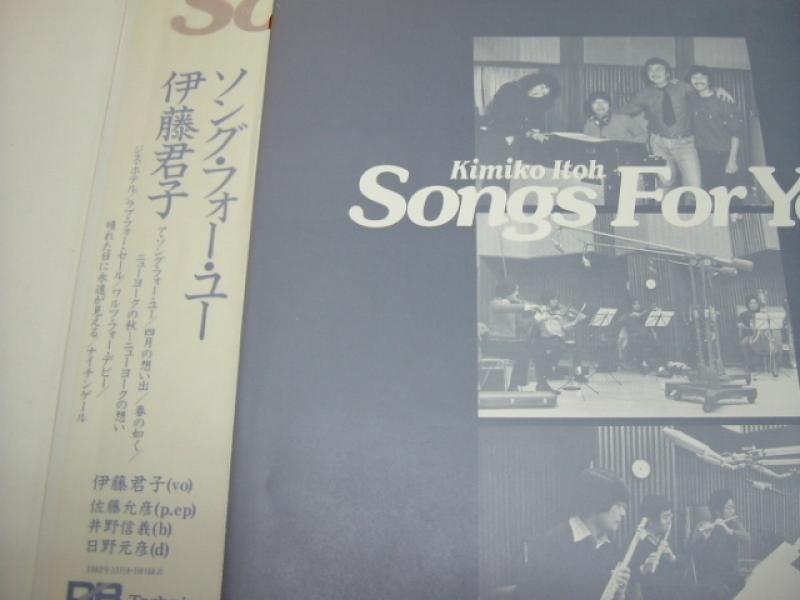 So
ソング・フォー・ユー
伊藤君子
ア・ソング・フォー・ユー/四月の想い出/春の如く/
ニューヨークの秋~ニューヨークの想い
ジス・ホテル/ラブ・フォー・セール/ワルツ・フォー・デビー/
晴れた日に永遠が見える/ナイチンゲール
伊藤君子(vo)
佐藤允彦(p.ep)
井野信義(b)
日野元彦(d)
Kimiko Itoh
Songs For Yo